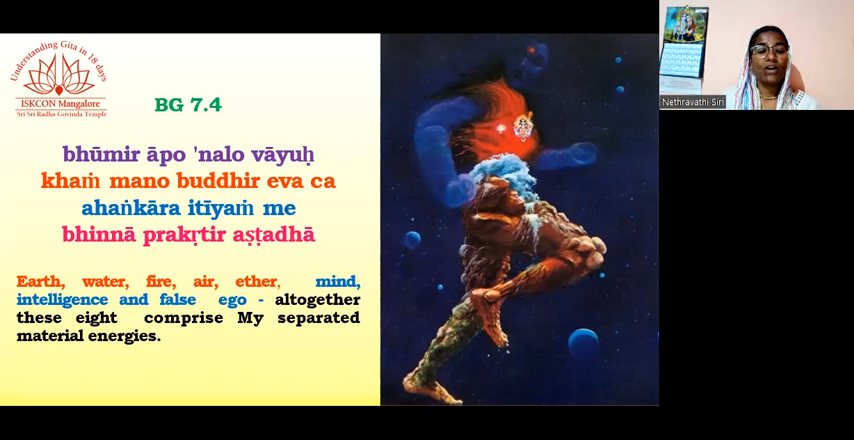 Understanding Gita in 18 days
ISKCON Mangalore
Sri Sri Radha Govinda Temple
BG 7.4
bhūmir āpo 'nalo vāyuḥ
khaṁ mano buddhir eva ca
ahaṅkāra itīyaṁ me
bhinnā prakṛtir aṣṭadhā
Earth, water, fire, air, ether, mind,
intelligence and false ego - altogether
these eight comprise My separated
material energies.
Nethravathi Siri